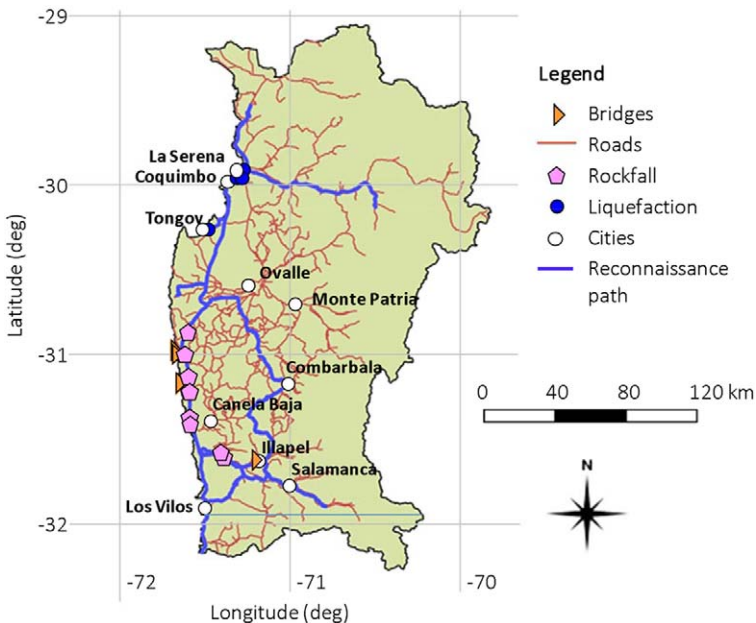 -29
La Serena
Coquimbo
-30
Tongoy
Ovalle
Monte Patria
-31
Combarbala
Canela Baja
Illapel
Salamanca
Los Vilos
-32
-72
-71
-70
Longitude (deg)
Latitude (deg)
Legend
Bridges
Roads
Rockfall
Liquefaction
Cities
Reconnaissance
path
0 40 80 120 km
N